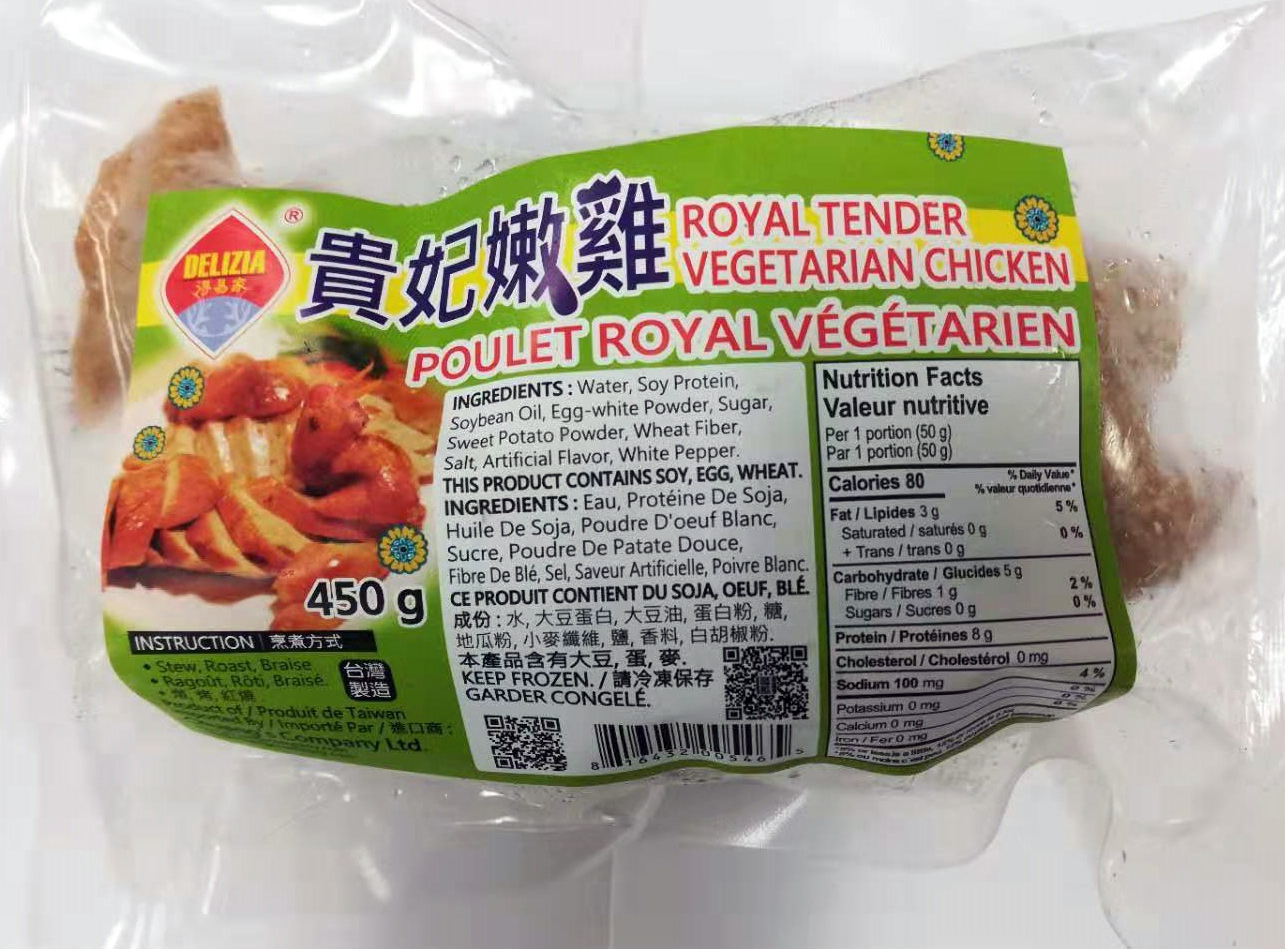 DELIZIA
得易家
®
貴妃嫩雞
ROYAL TENDER
VEGETARIAN CHICKEN
POULET ROYAL VÉGÉTARIEN
450 g
INSTRUCTION 烹煮方式
• Stew, Roast, Braise
• Ragoût, Rôti, Braisé.
台灣
製造
Product of / Produit de Taiwan
Importé Par / 進口商:
Company Ltd.
INGREDIENTS : Water, Soy Protein,
Soybean Oil, Egg-white Powder, Sugar,
Sweet Potato Powder, Wheat Fiber,
Salt, Artificial Flavor, White Pepper.
THIS PRODUCT CONTAINS SOY, EGG, WHEAT.
INGREDIENTS : Eau, Protéine De Soja,
Huile De Soja, Poudre D'oeuf Blanc,
Sucre, Poudre De Patate Douce,
Fibre De Blé, Sel, Saveur Artificielle, Poivre Blanc.
CE PRODUIT CONTIENT DU SOJA, OEUF, BLÉ.
成份 : 水, 大豆蛋白, 大豆油, 蛋白粉, 糖,
地瓜粉, 小麥纖維, 鹽, 香料, 白胡椒粉.
本產品含有大豆, 蛋, 麥.
KEEP FROZEN. / 請冷凍保存
GARDER CONGELÉ.
8 16432 00546 5
Nutrition Facts
Valeur nutritive
Per 1 portion (50 g)
Par 1 portion (50 g)
Calories 80
% Daily Value*
% valeur quotidienne*
Fat / Lipides 3 g 5 %
Saturated / saturés 0 g 0 %
+ Trans / trans 0 g
Carbohydrate / Glucides 5 g
Fibre / Fibres 1 g 2 %
Sugars / Sucres 0 g 0 %
Protein / Protéines 8 g
Cholesterol / Cholestérol 0 mg
Sodium 100 mg 4 %
Potassium 0 mg 0 %
Calcium 0 mg 0 %
Iron / Fer 0 mg 0 %